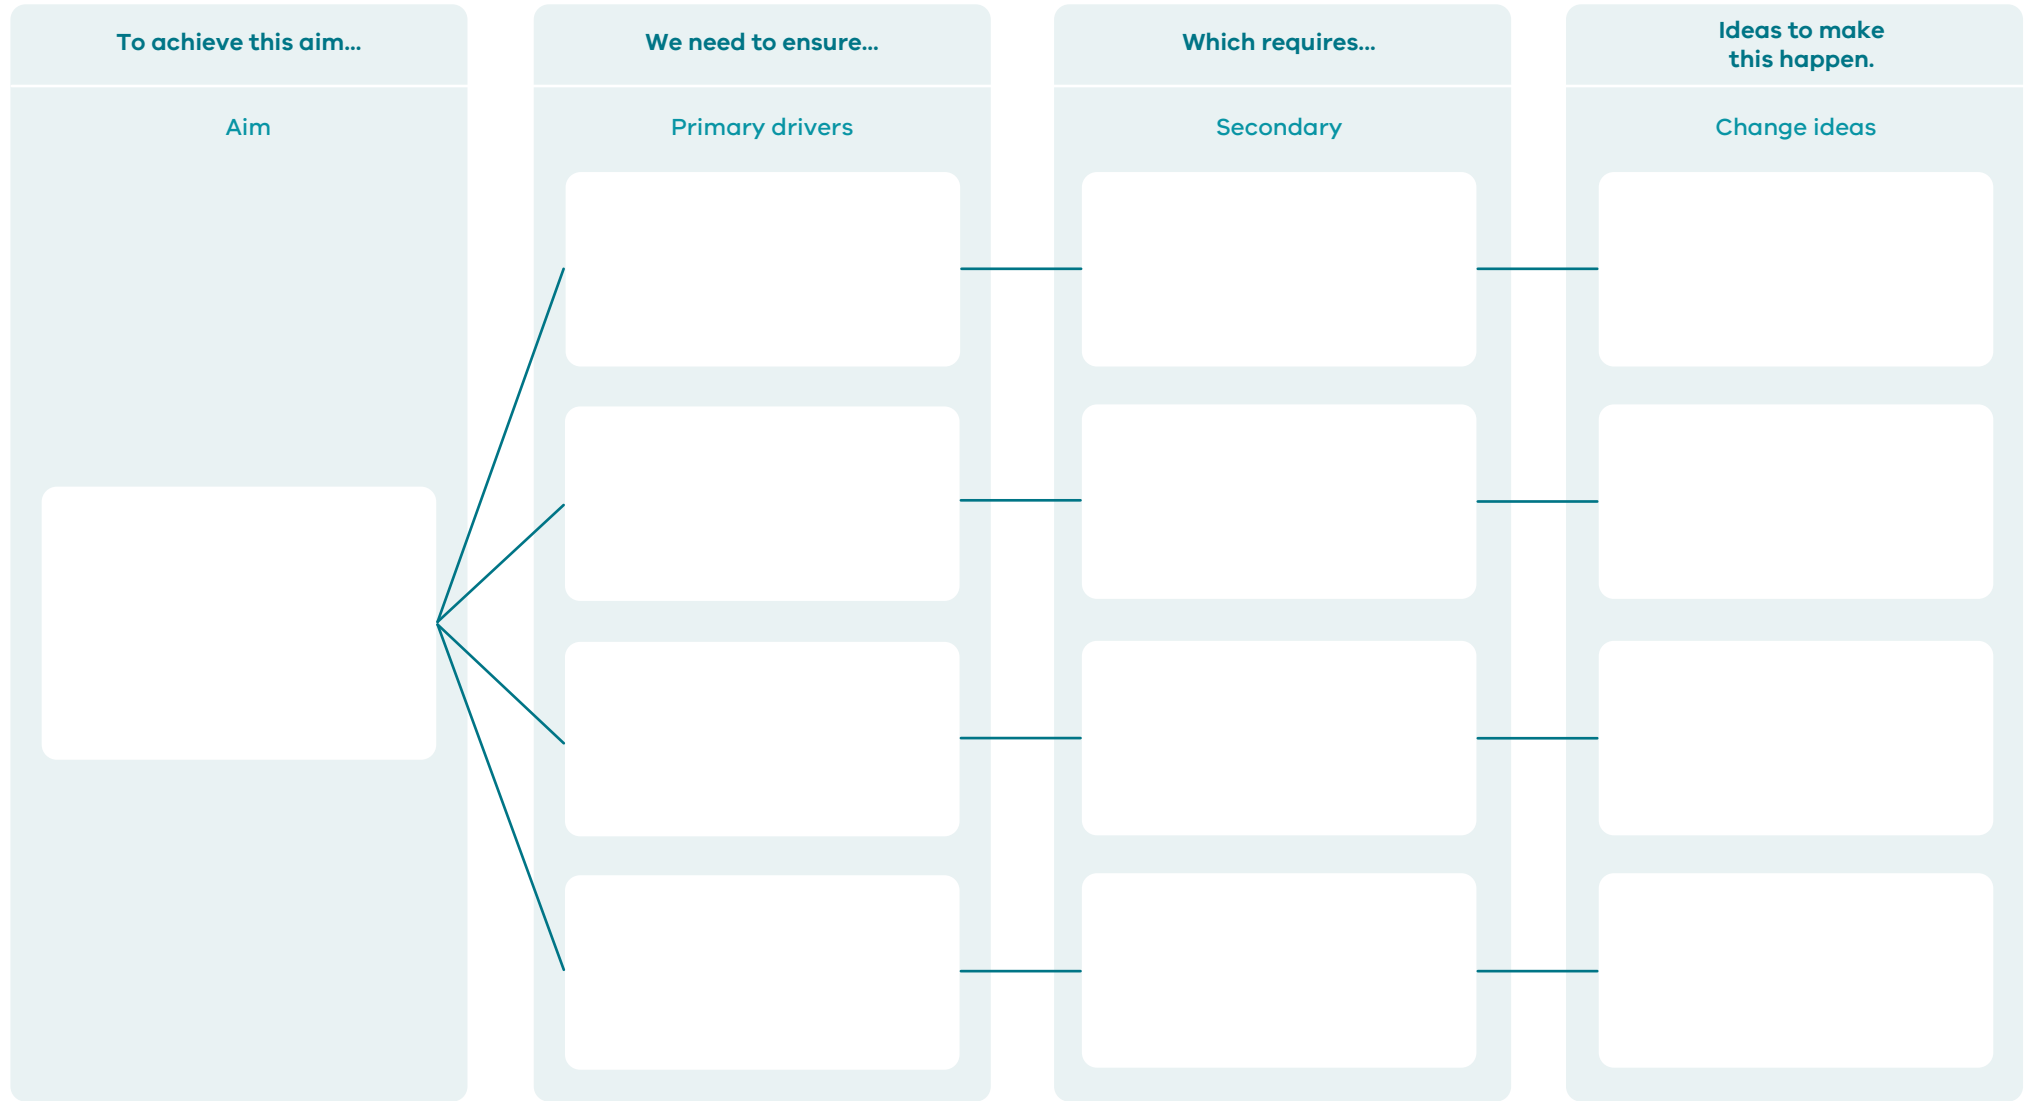 To achieve this aim...
We need to ensure...
Which requires...
Ideas to make
this happen.
Aim
Primary drivers
Secondary
Change ideas